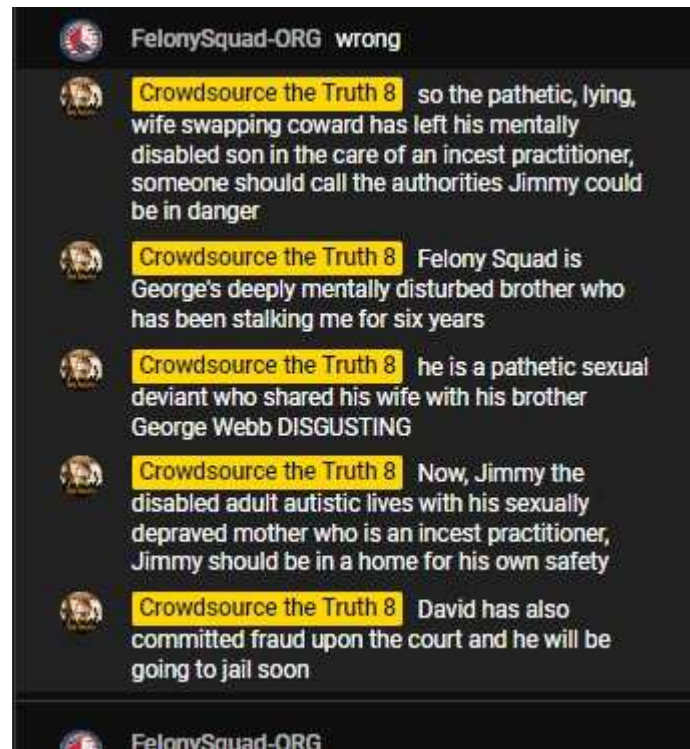 FelonySquad-ORG wrong
Crowdsource the Truth 8 so the pathetic, lying,
wife swapping coward has left his mentally
disabled son in the care of an incest practitioner,
someone should call the authorities Jimmy could
be in danger
Crowdsource the Truth 8 Felony Squad is
George's deeply mentally disturbed brother who
has been stalking me for six years
Crowdsource the Truth 8 he is a pathetic sexual
deviant who shared his wife with his brother
George Webb DISGUSTING
Crowdsource the Truth 8 Now, Jimmy the
disabled adult autistic lives with his sexually
depraved mother who is an incest practitioner,
Jimmy should be in a home for his own safety
Crowdsource the Truth 8 David has also
committed fraud upon the court and he will be
going to jail soon
FelonySquad-ORG